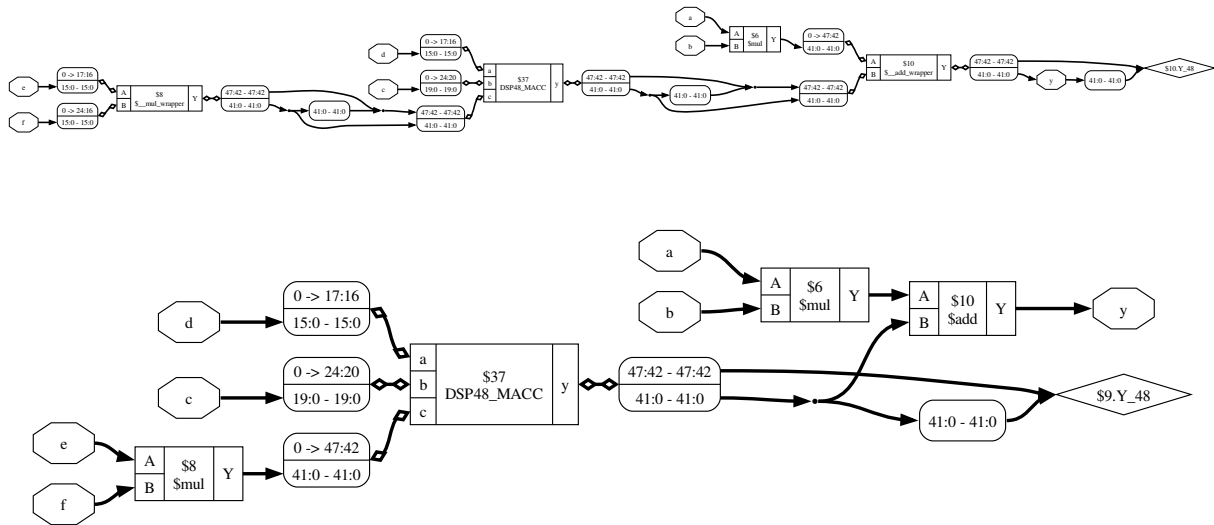 a
b
A
B
$6
$mul
Y
0 -> 47:42
41:0 - 41:0
d
0 -> 17:16
15:0 - 15:0
c
0 -> 24:20
19:0 - 19:0
a
b
c
$37
DSP48_MACC
y
47:42 - 47:42
41:0 - 41:0
41:0 - 41:0
47:42 - 47:42
41:0 - 41:0
A
B
$10
$__add_wrapper
Y
47:42 - 47:42
41:0 - 41:0
y
41:0 - 41:0
$10.Y_48
e
0 -> 17:16
15:0 - 15:0
f
0 -> 24:16
15:0 - 15:0
A
B
$8
$__mul_wrapper
Y
47:42 - 47:42
41:0 - 41:0
41:0 - 41:0
47:42 - 47:42
41:0 - 41:0
a
b
A
B
$6
$mul
Y
A
B
$10
$add
Y
y
d
0 -> 17:16
15:0 - 15:0
c
0 -> 24:20
19:0 - 19:0
a
b
c
$37
DSP48_MACC
y
47:42 - 47:42
41:0 - 41:0
41:0 - 41:0
$9.Y_48
e
f
A
B
$8
$mul
Y
0 -> 47:42
41:0 - 41:0